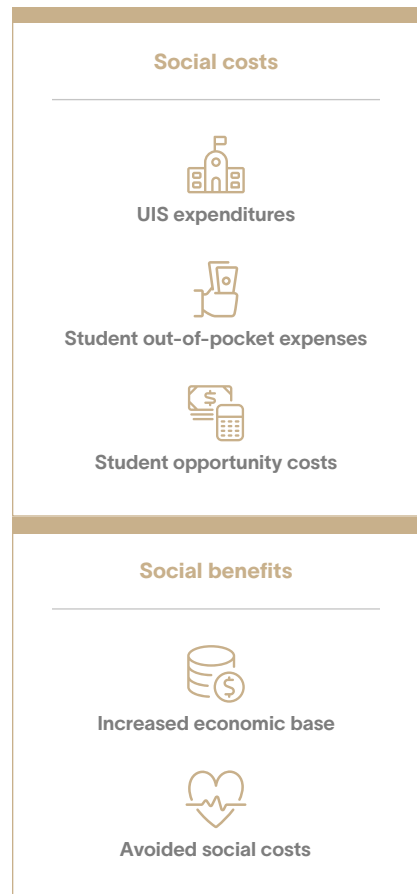 Social costs
UIS expenditures
Student out-of-pocket expenses
$
Student opportunity costs
Social benefits
$
Increased economic base
Avoided social costs